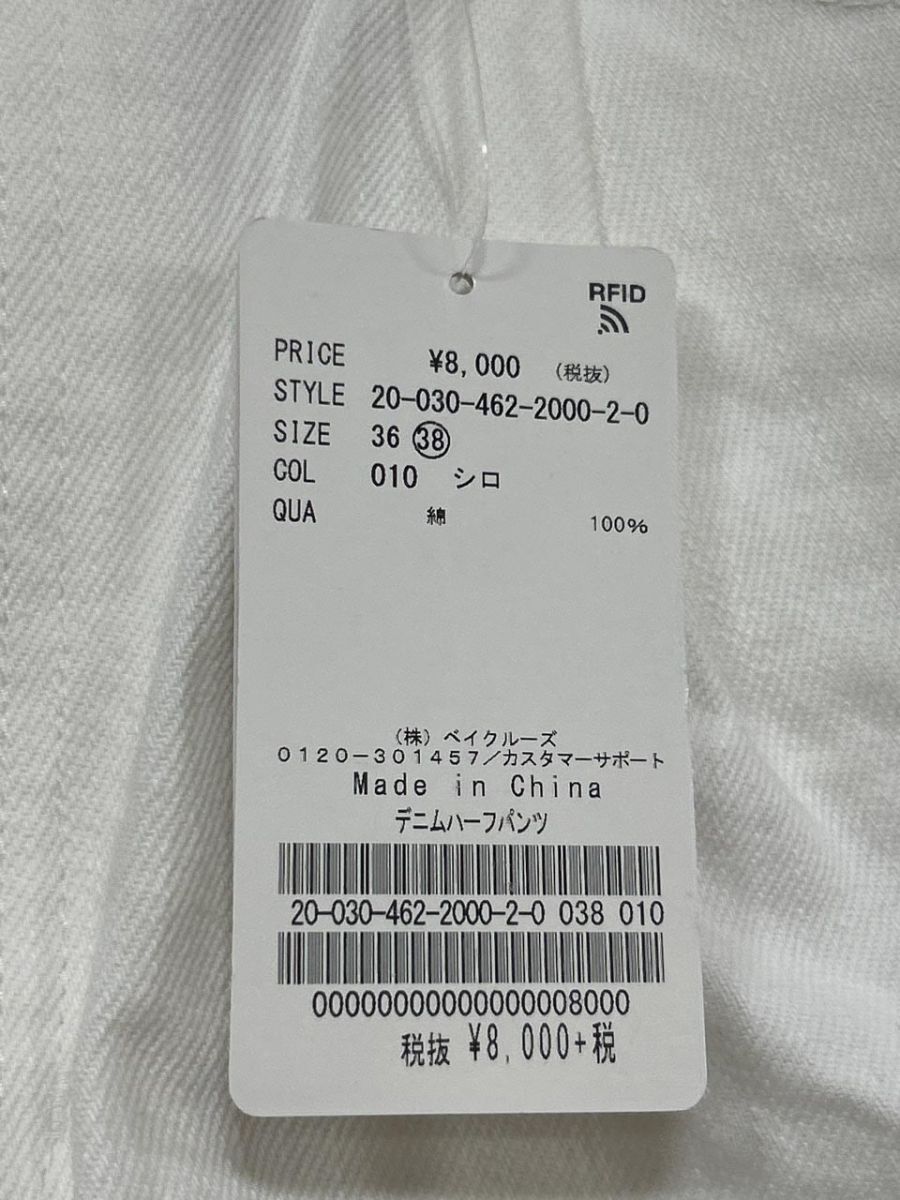 RFID
PRICE ¥8,000 (税抜)
STYLE 20-030-462-2000-2-0
SIZE 36 38
COL 010 シロ
QUA 綿 100%
(株)ベイクルーズ
0120-301457/カスタマーサポート
Made in China
デニムハーフパンツ
20-030-462-2000-2-0 038 010
00000000000000008000
税抜 ¥8,000+税